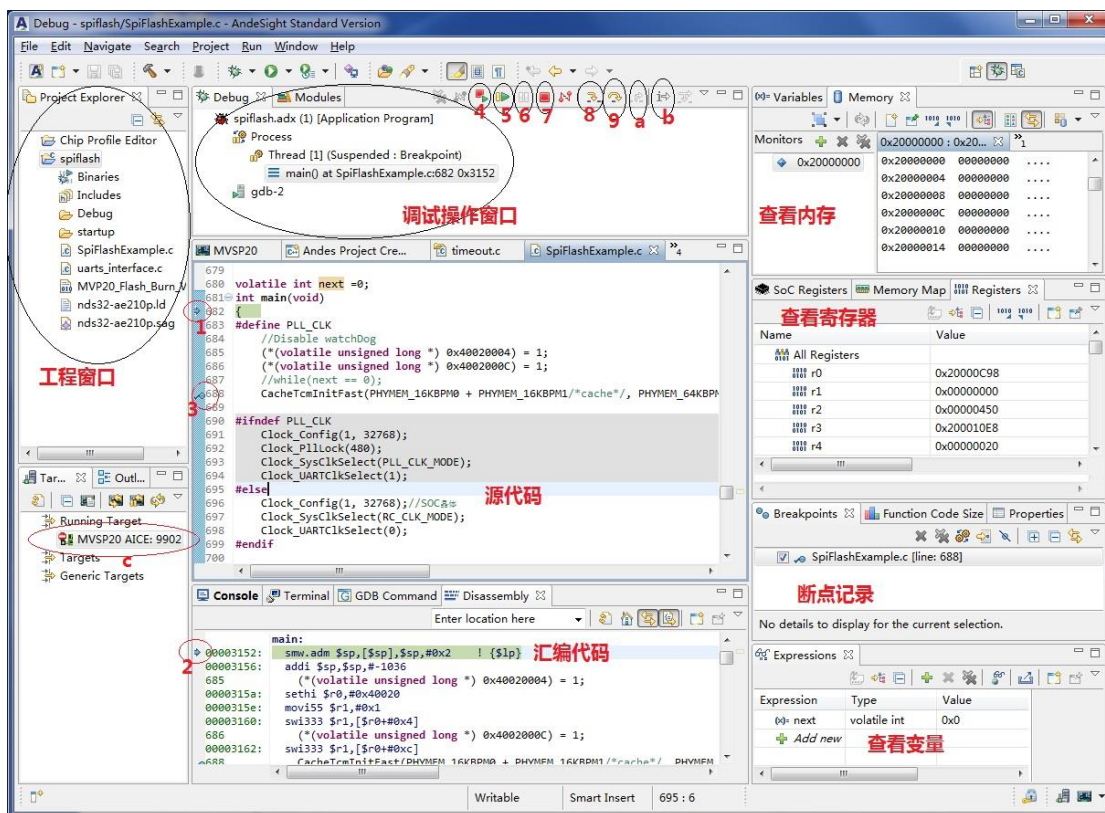 Debug - spiflash/SpiFlashExample.c - AndeSight Standard Version
File Edit Navigate Search Project Run Window Help
Project Explorer
Chip Profile Editor
spiflash
Binaries
Includes
Debug
startup
SpiFlashExample.c
uarts_interface.c
MVP20_Flash_Burn_
nds32-ae210p.ld
nds32-ae210p.sag
工程窗口
Tar... Outl...
Running Target
MVSP20 AICE: 9902
c
Targets
Generic Targets
Debug Modules
4 5 6 7 8 9 a b
spiflash.adx (1) [Application Program]
Process
Thread [1] (Suspended : Breakpoint)
main() at SpiFlashExample.c:682 0x3152
gdb-2
调试操作窗口
MVSP20 Andes Project Cre... timeout.c SpiFlashExample.c 4
679
680 volatile int next =0;
681 int main(void)
1 682 {
683 #define PLL_CLK
684 //Disable watchDog
685 (*(volatile unsigned long *) 0x40020004) = 1;
686 (*(volatile unsigned long *) 0x4002000C) = 1;
687 //while(next == 0);
3 688 CacheTcmInitFast(PHYMEM_16KBPM0 + PHYMEM_16KBPM1/*cache*/, PHYMEM_64KBPM
689
690 #ifndef PLL_CLK
691 Clock_Config(1, 32768);
692 Clock_PllLock(480);
693 Clock_SysClkSelect(PLL_CLK_MODE);
694 Clock_UARTClkSelect(1);
695 #else
源代码
696 Clock_Config(1, 32768);//SOC
697 Clock_SysClkSelect(RC_CLK_MODE);
698 Clock_UARTClkSelect(0);
699 #endif
700
Console Terminal GDB Command Disassembly
Enter location here
main:
2 00003152: smw.adm $sp,[$sp],$sp,#0x2 ! {$lp} 汇编代码
00003156: addi $sp,$sp,#-1036
685 (*(volatile unsigned long *) 0x40020004) = 1;
0000315a: sethi $r0,#0x40020
0000315e: movi55 $r1,#0x1
00003160: swi333 $r1,[$r0+#0x4]
686 (*(volatile unsigned long *) 0x4002000C) = 1;
00003162: swi333 $r1,[$r0+#0xc]
688 CacheTcmInitFast(PHYMEM_16KBPM0 + PHYMEM_16KBPM1/*cache*/, PHYMEM
(x)= Variables Memory
Monitors 0x20000000 : 0x20... 1
0x20000000
0x20000000 00000000 ....
0x20000004 00000000 ....
0x20000008 00000000 ....
0x2000000C 00000000 ....
0x20000010 00000000 ....
0x20000014 00000000 ....
查看内存
SoC Registers Memory Map Registers
查看寄存器
Name Value
All Registers
r0 0x20000C98
r1 0x00000000
r2 0x00000450
r3 0x200010E8
r4 0x00000020
Breakpoints Function Code Size Properties
SpiFlashExample.c [line: 688]
断点记录
No details to display for the current selection.
Expressions
Expression Type Value
(x)= next volatile int 0x0
Add new
查看变量
Writable Smart Insert 695 : 6